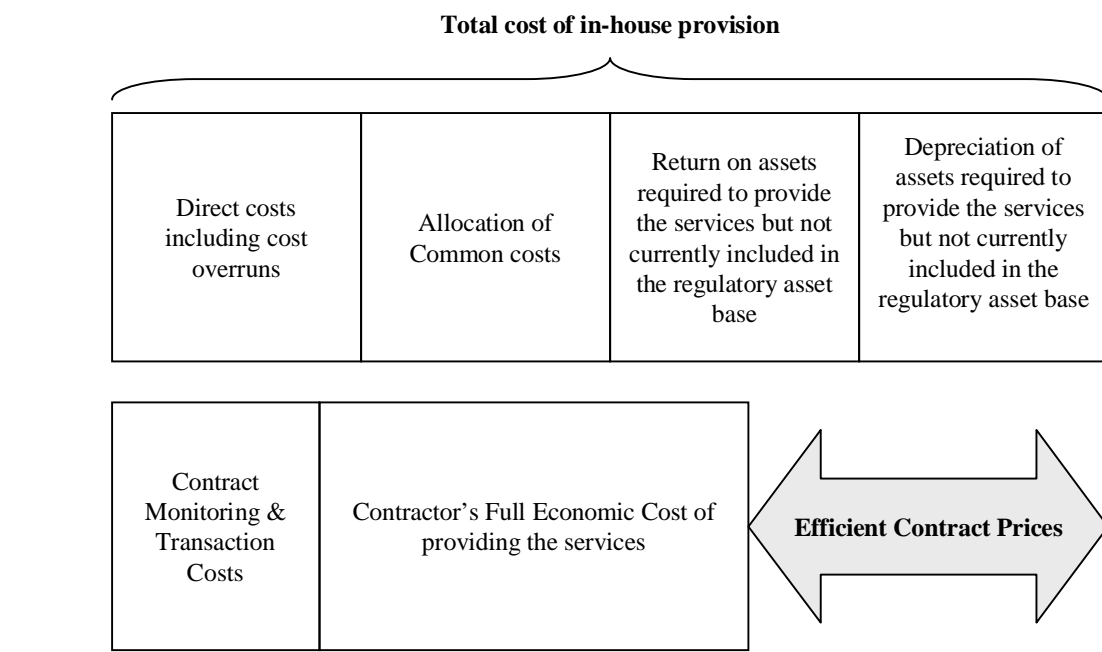 Total cost of in-house provision
Direct costs
including cost
overruns
Allocation of
Common costs
Return on assets
required to provide
the services but not
currently included in
the regulatory asset
base
Depreciation of
assets required to
provide the services
but not currently
included in the
regulatory asset base
Contract
Monitoring &
Transaction
Costs
Contractor’s Full Economic Cost of
providing the services
Efficient Contract Prices